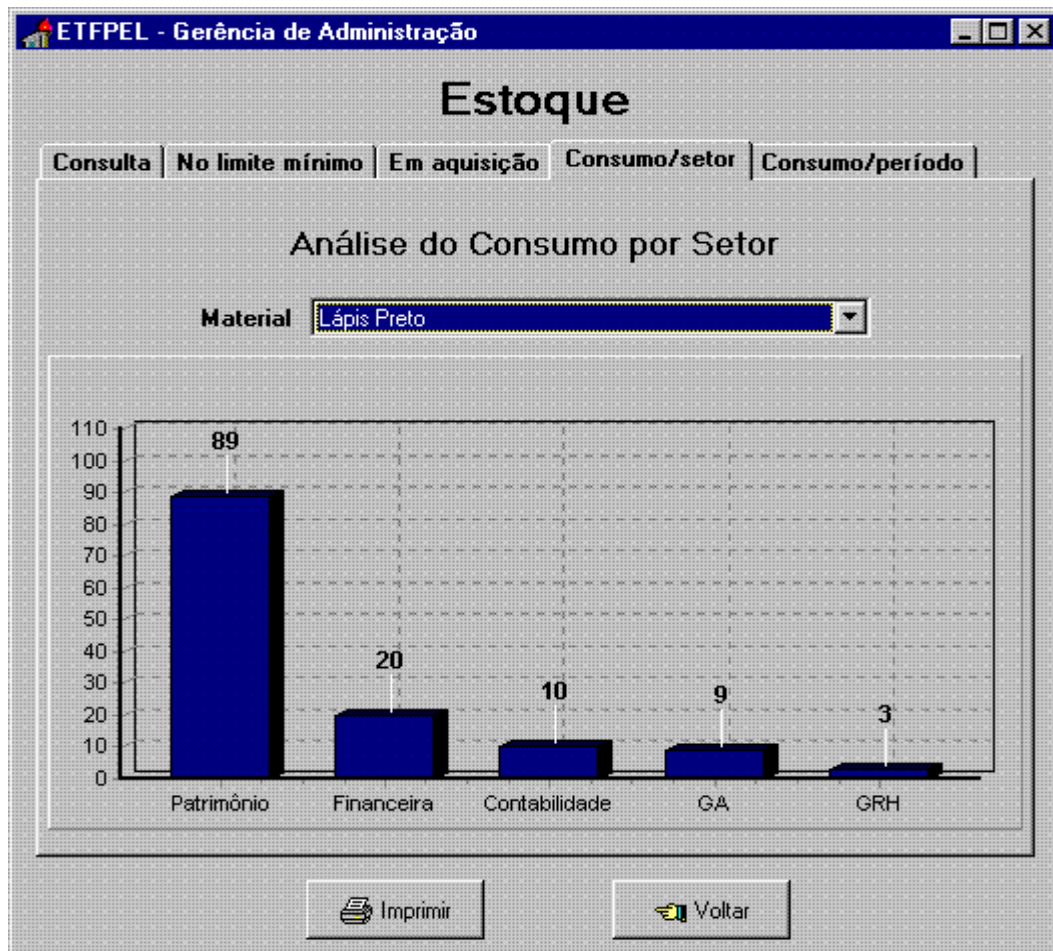 ETFPEL - Gerência de Administração
Estoque
Consulta No limite mínimo Em aquisição Consumo/setor Consumo/período
Análise do Consumo por Setor
Material Lápis Preto
110
100
90
80
70
60
50
40
30
20
10
0
89
20
10
9
3
Patrimônio Financeira Contabilidade GA GRH
Imprimir Voltar